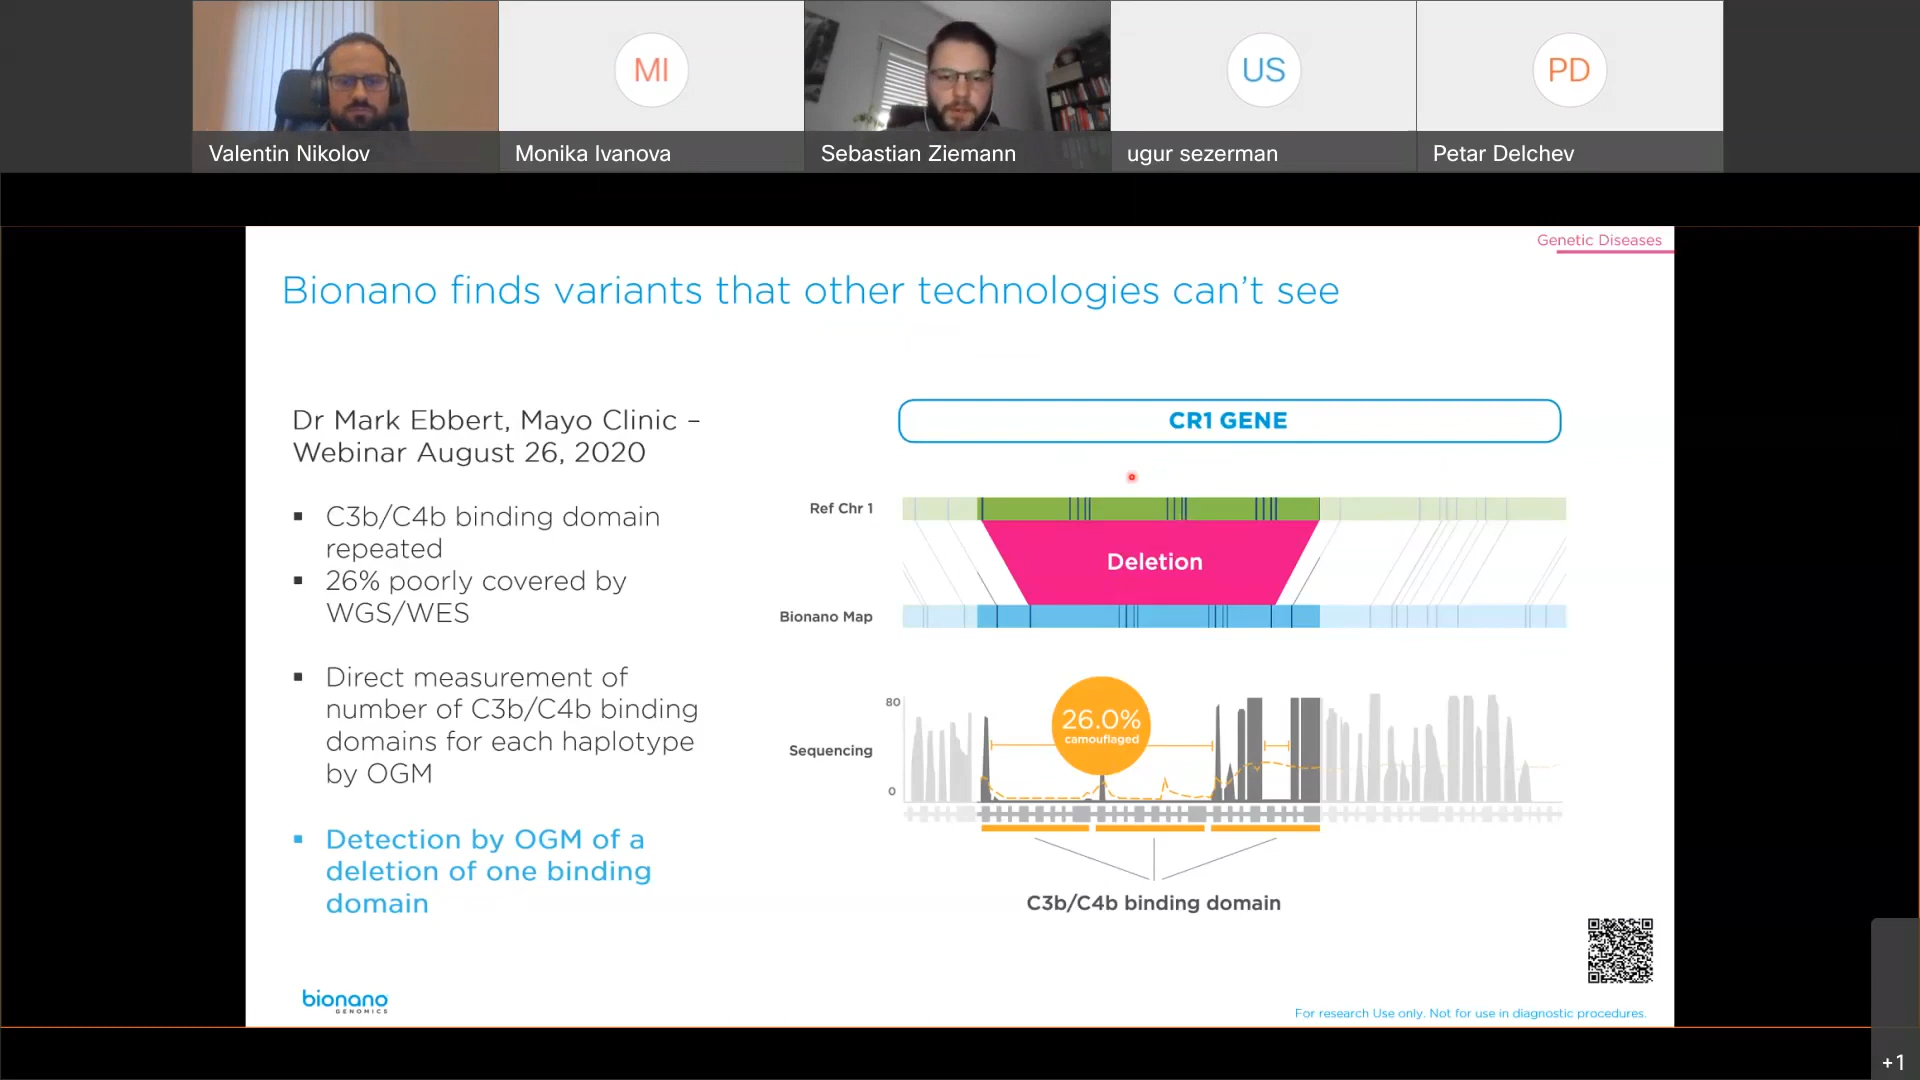 MI
US
PD
Valentin Nikolov
Monika Ivanova
Sebastian Ziemann
ugur sezerman
Petar Delchev
Genetic Diseases
Bionano finds variants that other technologies can't see
Dr Mark Ebbert, Mayo Clinic –
Webinar August 26, 2020
▪ C3b/C4b binding domain
repeated
▪ 26% poorly covered by
WGS/WES
▪ Direct measurement of
number of C3b/C4b binding
domains for each haplotype
by OGM
▪ Detection by OGM of a
deletion of one binding
domain
CR1 GENE
Ref Chr 1
Deletion
Bionano Map
80
26.0%
camouflaged
Sequencing
0
C3b/C4b binding domain
bionano
GENOMICS
For research Use only. Not for use in diagnostic procedures.
+1